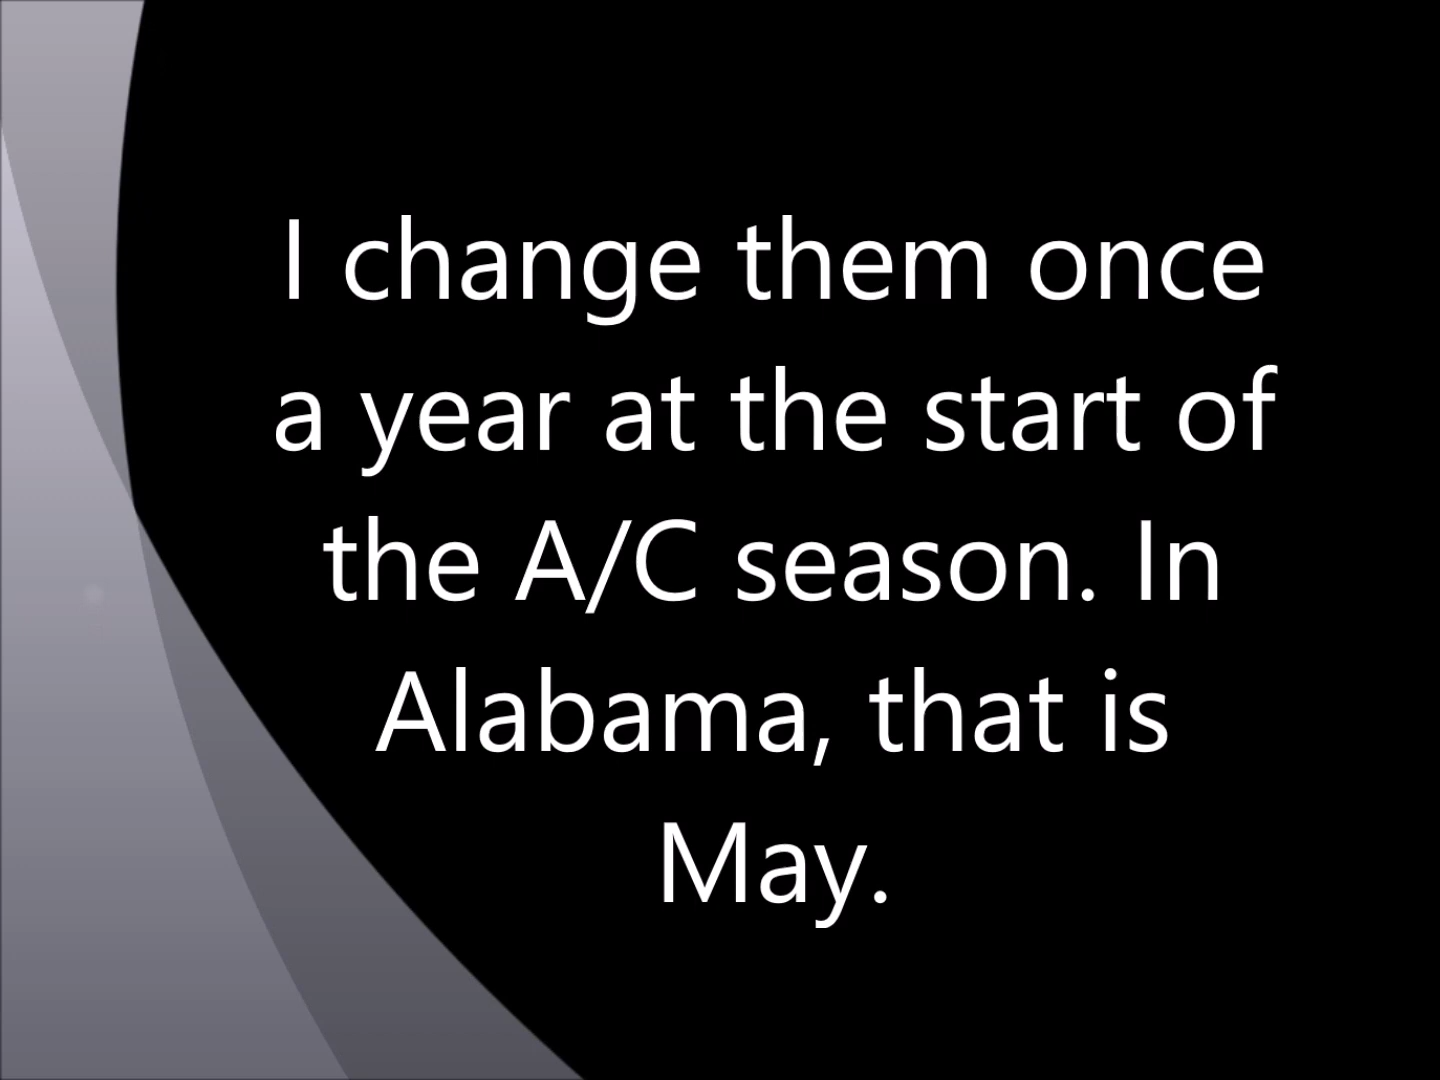 I change them once
a year at the start of
the A/C season. In
Alabama, that is
May.